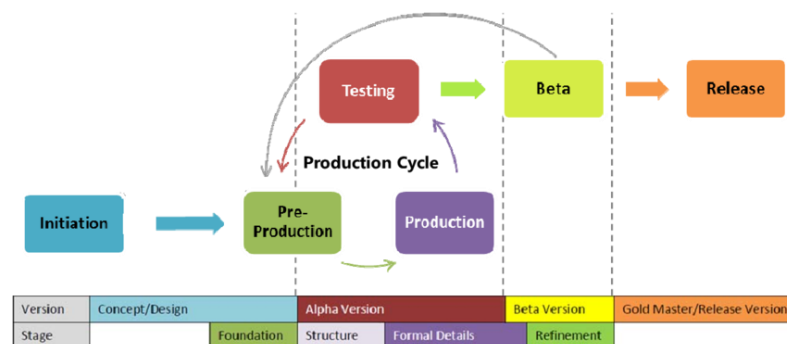 Testing
Beta
Release
Production Cycle
Initiation
Pre-
Production
Production
Version Concept/Design Alpha Version Beta Version Gold Master/Release Version
Stage Foundation Structure Formal Details Refinement